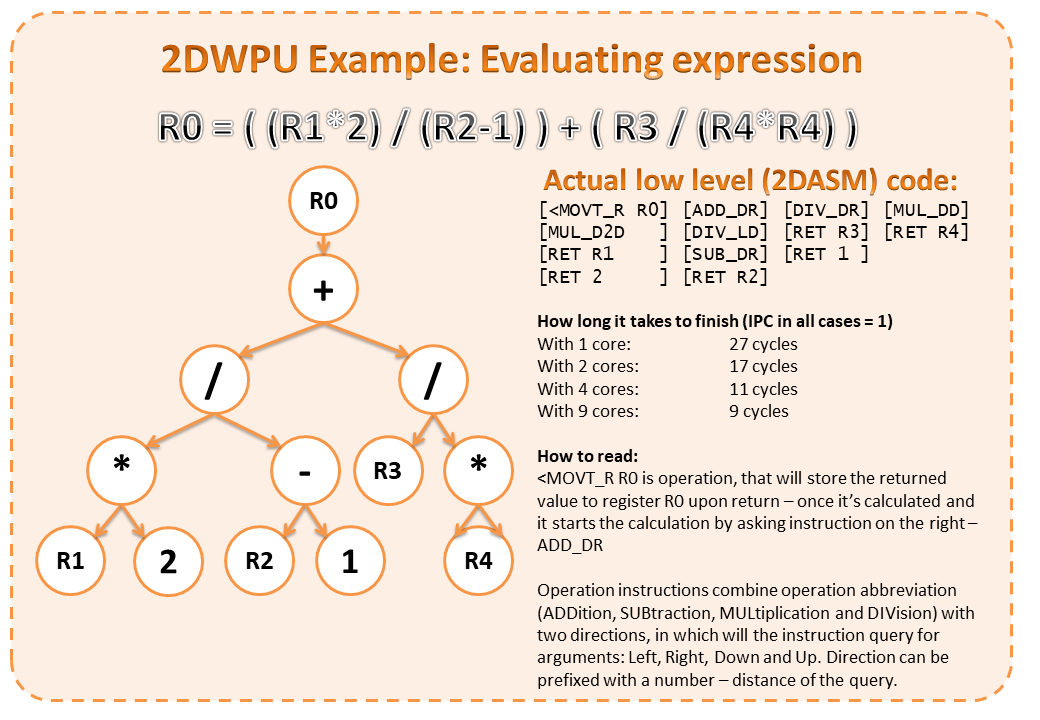 2DWPU Example: Evaluating expression
R0 = ( (R1*2) / (R2-1) ) + ( R3 / (R4*R4) )
R0
+
/
/
*
-
R3
*
R1
2
R2
1
R4
Actual low level (2DASM) code:
[<MOVT_R R0] [ADD_DR] [DIV_DR] [MUL_DD]
[MUL_D2D   ] [DIV_LD] [RET R3] [RET R4]
[RET R1    ] [SUB_DR] [RET 1 ]
[RET 2     ] [RET R2]
How long it takes to finish (IPC in all cases = 1)
With 1 core: 27 cycles
With 2 cores: 17 cycles
With 4 cores: 11 cycles
With 9 cores: 9 cycles
How to read:
<MOVT_R R0 is operation, that will store the returned
value to register R0 upon return – once it's calculated and
it starts the calculation by asking instruction on the right –
ADD_DR
Operation instructions combine operation abbreviation
(ADDition, SUBtraction, MULtiplication and DIVision) with
two directions, in which will the instruction query for
arguments: Left, Right, Down and Up. Direction can be
prefixed with a number – distance of the query.